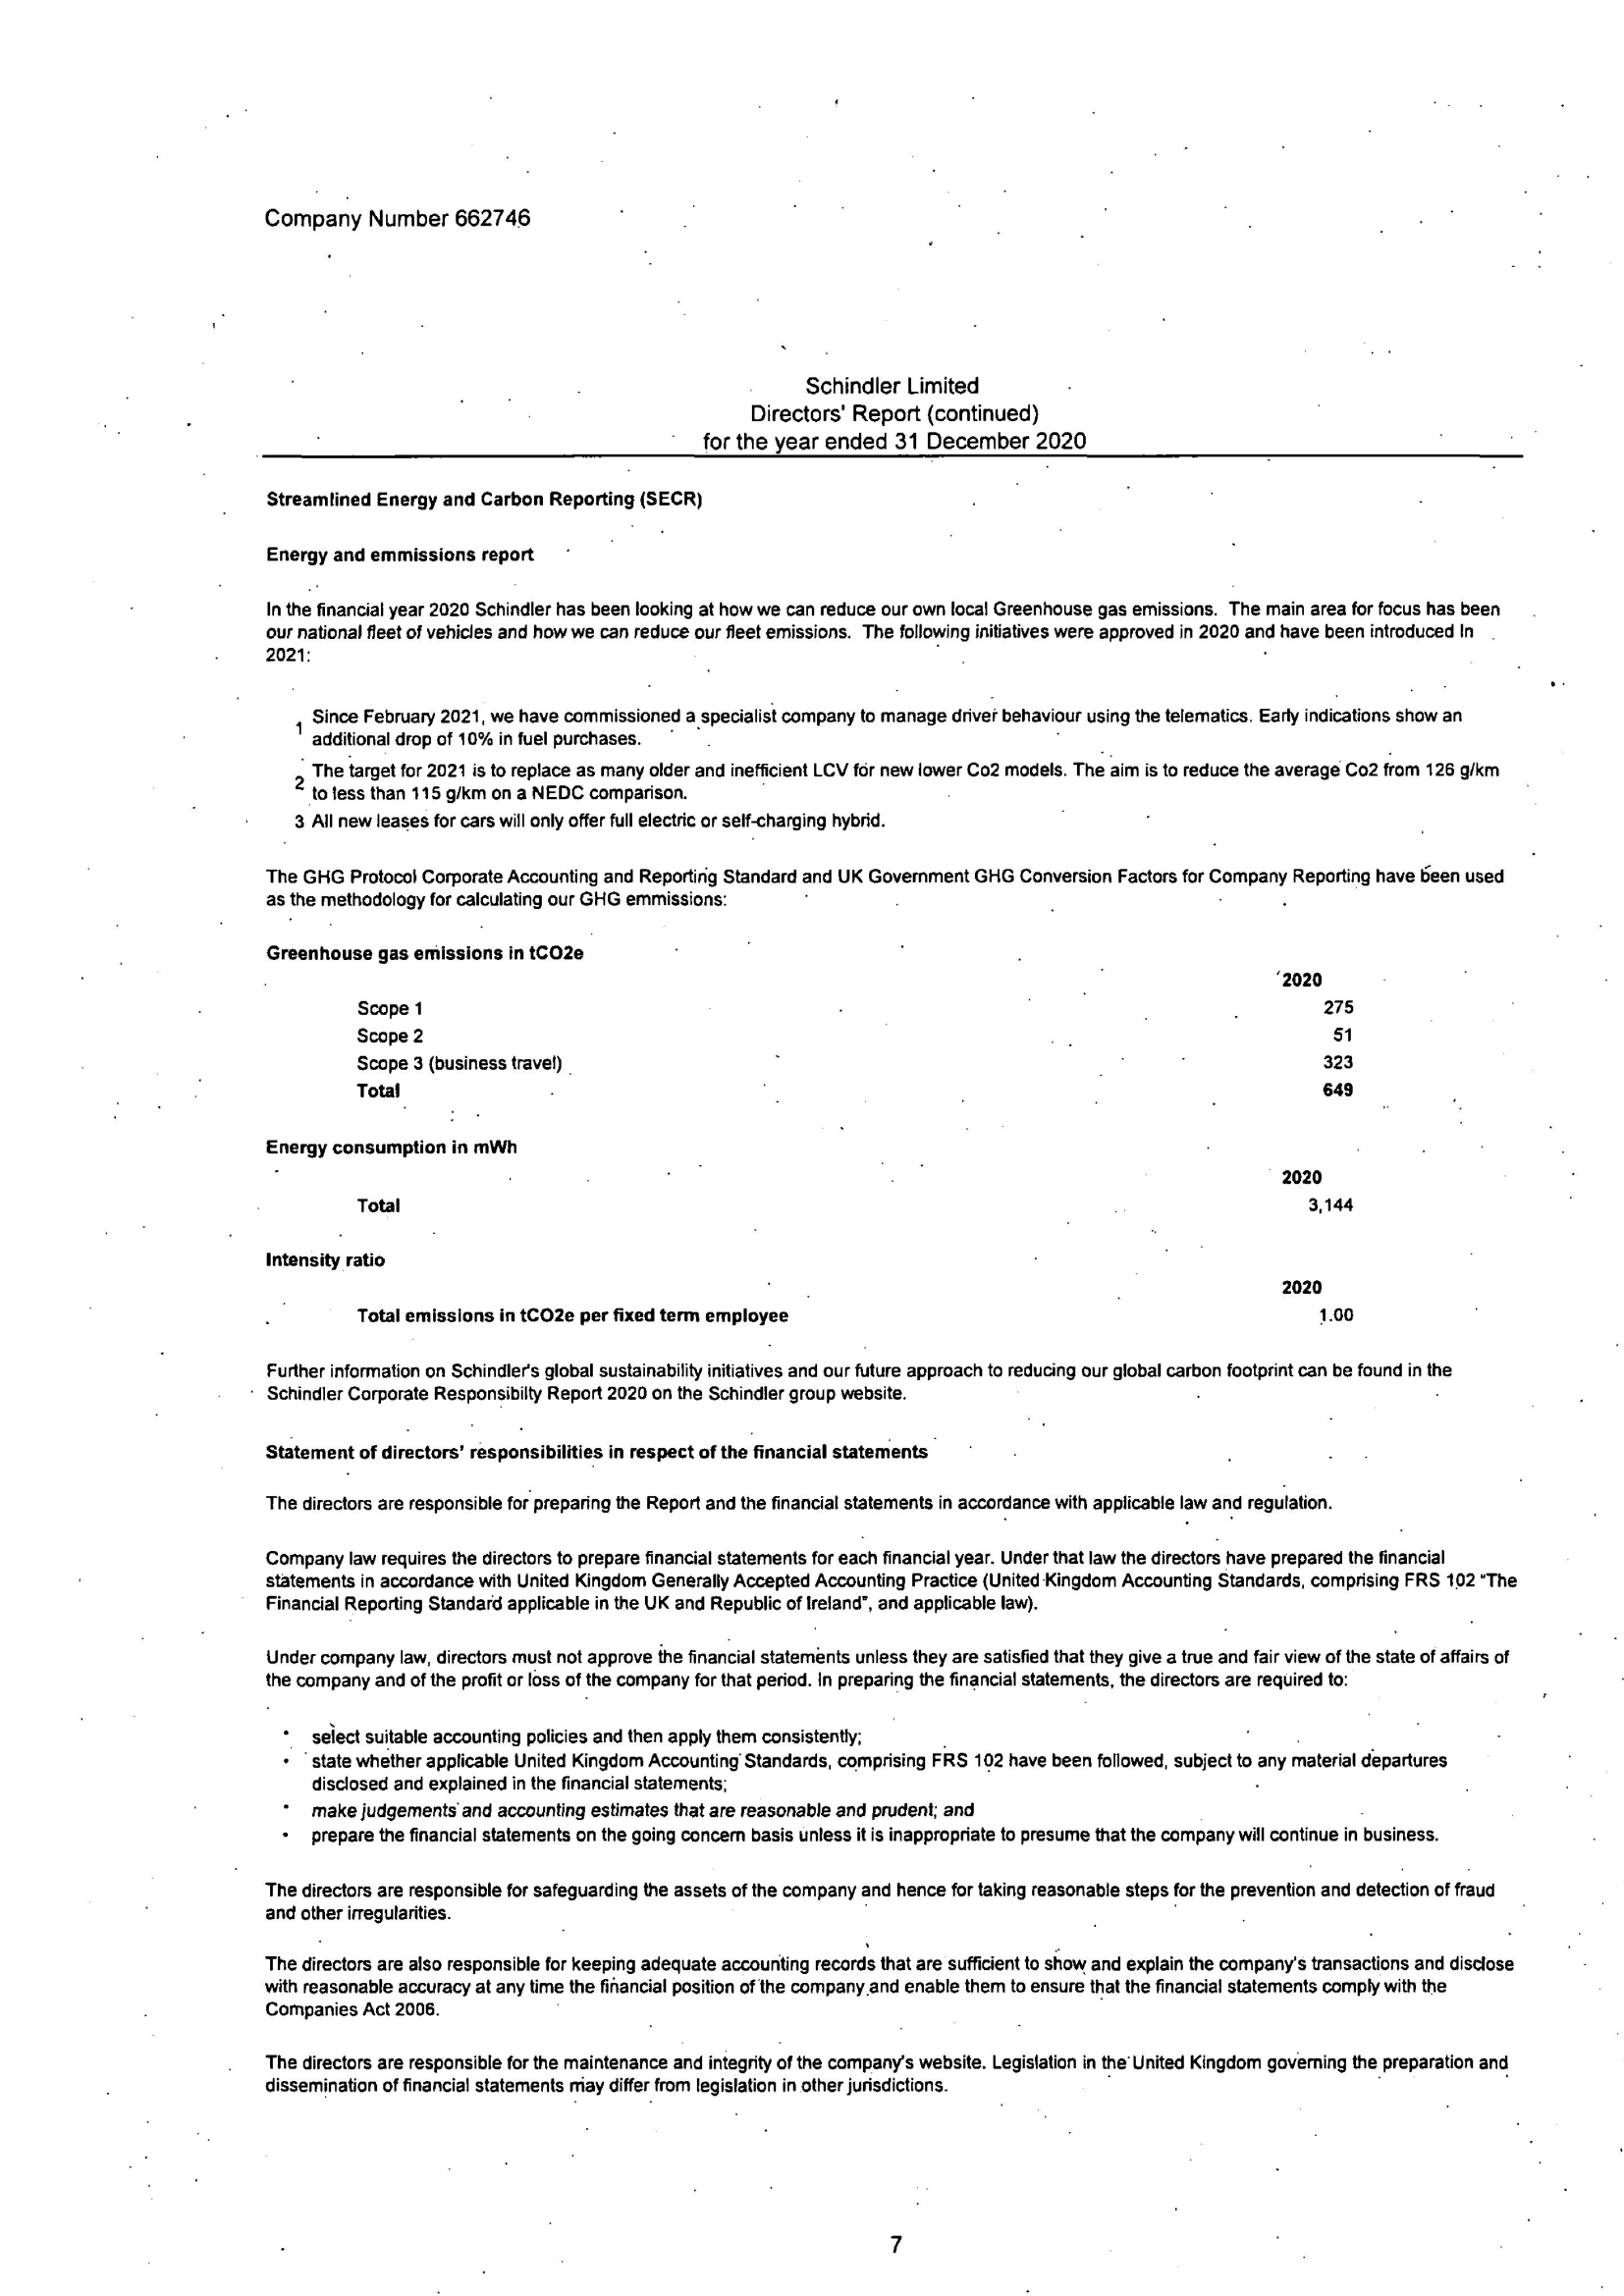 Company Number 662746
Schindler Limited
Directors' Report (continued)
for the year ended 31 December 2020
Streamlined Energy and Carbon Reporting (SECR)
Energy and emmissions report
In the financial year 2020 Schindler has been looking at how we can reduce our own local Greenhouse gas emissions. The main area for focus has been
our national fleet of vehicles and how we can reduce our fleet emissions. The following initiatives were approved in 2020 and have been introduced In
2021:
1 Since February 2021, we have commissioned a specialist company to manage driver behaviour using the telematics. Early indications show an
additional drop of 10% in fuel purchases.
2 The target for 2021 is to replace as many older and inefficient LCV for new lower Co2 models. The aim is to reduce the average Co2 from 126 g/km
to less than 115 g/km on a NEDC comparison.
3 All new leases for cars will only offer full electric or self-charging hybrid.
The GHG Protocol Corporate Accounting and Reporting Standard and UK Government GHG Conversion Factors for Company Reporting have been used
as the methodology for calculating our GHG emmissions:
Greenhouse gas emissions in tCO2e
2020
Scope 1 275
Scope 2 51
Scope 3 (business travel) 323
Total 649
Energy consumption in mWh
2020
Total 3,144
Intensity ratio
2020
Total emissions in tCO2e per fixed term employee 1.00
Further information on Schindler's global sustainability initiatives and our future approach to reducing our global carbon footprint can be found in the
Schindler Corporate Responsibilty Report 2020 on the Schindler group website.
Statement of directors' responsibilities in respect of the financial statements
The directors are responsible for preparing the Report and the financial statements in accordance with applicable law and regulation.
Company law requires the directors to prepare financial statements for each financial year. Under that law the directors have prepared the financial
statements in accordance with United Kingdom Generally Accepted Accounting Practice (United Kingdom Accounting Standards, comprising FRS 102 "The
Financial Reporting Standard applicable in the UK and Republic of Ireland", and applicable law).
Under company law, directors must not approve the financial statements unless they are satisfied that they give a true and fair view of the state of affairs of
the company and of the profit or loss of the company for that period. In preparing the financial statements, the directors are required to:
• select suitable accounting policies and then apply them consistently;
• state whether applicable United Kingdom Accounting Standards, comprising FRS 102 have been followed, subject to any material departures
disclosed and explained in the financial statements;
• make judgements and accounting estimates that are reasonable and prudent; and
• prepare the financial statements on the going concern basis unless it is inappropriate to presume that the company will continue in business.
The directors are responsible for safeguarding the assets of the company and hence for taking reasonable steps for the prevention and detection of fraud
and other irregularities.
The directors are also responsible for keeping adequate accounting records that are sufficient to show and explain the company's transactions and disclose
with reasonable accuracy at any time the financial position of the company and enable them to ensure that the financial statements comply with the
Companies Act 2006.
The directors are responsible for the maintenance and integrity of the company's website. Legislation in the United Kingdom governing the preparation and
dissemination of financial statements may differ from legislation in other jurisdictions.
7